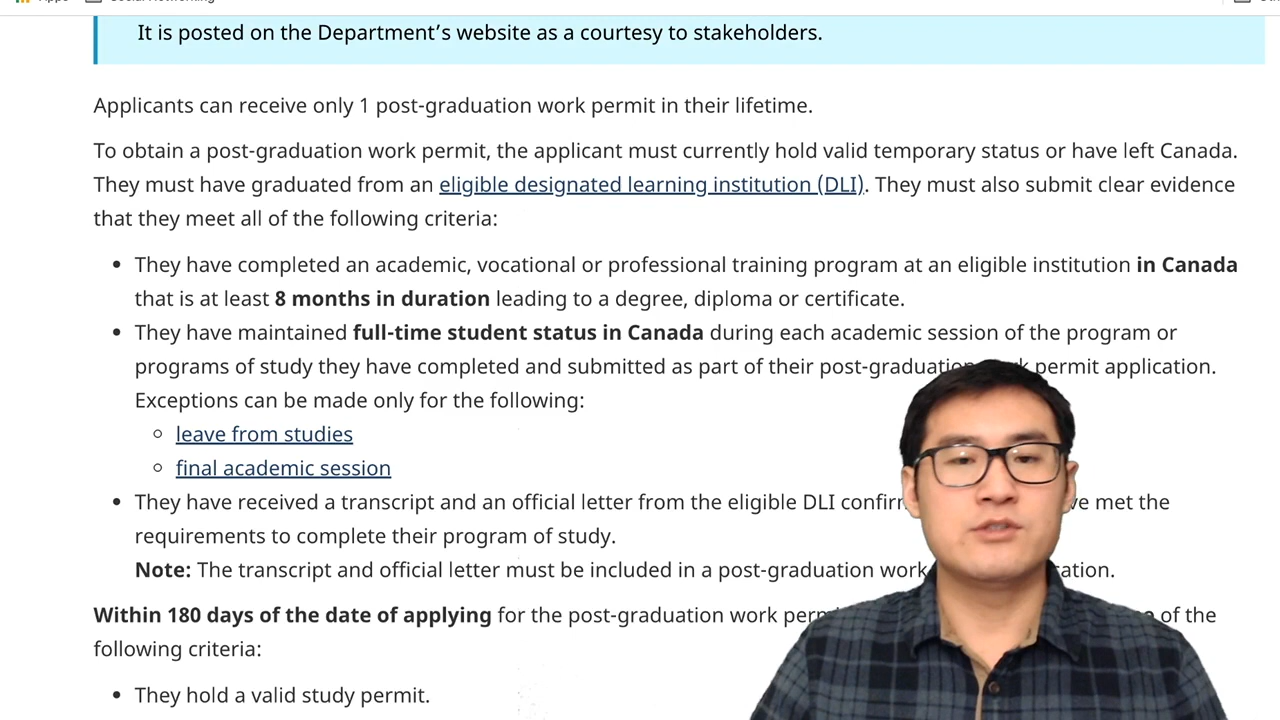 It is posted on the Department's website as a courtesy to stakeholders.
Applicants can receive only 1 post-graduation work permit in their lifetime.
To obtain a post-graduation work permit, the applicant must currently hold valid temporary status or have left Canada.
They must have graduated from an eligible designated learning institution (DLI). They must also submit clear evidence
that they meet all of the following criteria:
They have completed an academic, vocational or professional training program at an eligible institution in Canada
that is at least 8 months in duration leading to a degree, diploma or certificate.
They have maintained full-time student status in Canada during each academic session of the program or
programs of study they have completed and submitted as part of their post-graduation permit application.
Exceptions can be made only for the following:
leave from studies
final academic session
They have received a transcript and an official letter from the eligible DLI met the
requirements to complete their program of study.
Note: The transcript and official letter must be included in a post-graduation work
Within 180 days of the date of applying for the post-graduation work of the
following criteria:
They hold a valid study permit.